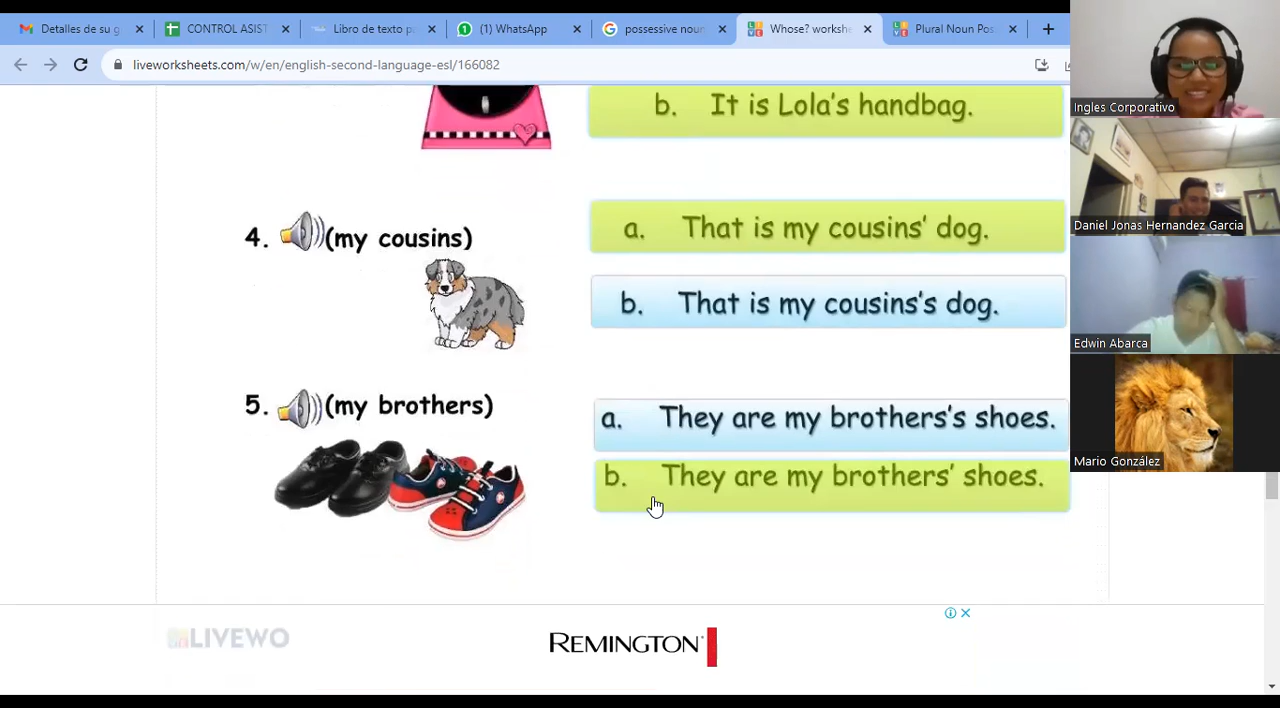 Detalles de su g
CONTROL ASIST
Libro de texto pa
(1) WhatsApp
possessive noun
Whose? workshe
Plural Noun Pos
liveworksheets.com/w/en/english-second-language-esl/166082
b. It is Lola's handbag.
4. (my cousins)
a. That is my cousins' dog.
b. That is my cousins's dog.
5. (my brothers)
a. They are my brothers's shoes.
b. They are my brothers' shoes.
LIVEWO
REMINGTON
Ingles Corporativo
Daniel Jonas Hernandez Garcia
Edwin Abarca
Mario González